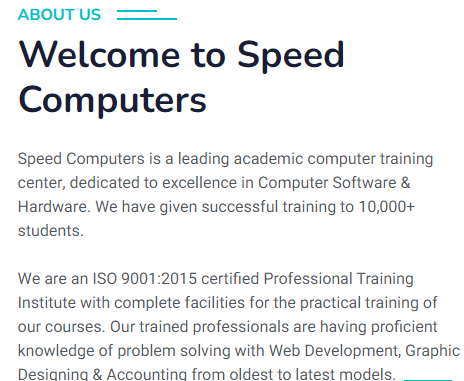 ABOUT US
Welcome to Speed
Computers
Speed Computers is a leading academic computer training
center, dedicated to excellence in Computer Software &
Hardware. We have given successful training to 10,000+
students.
We are an ISO 9001:2015 certified Professional Training
Institute with complete facilities for the practical training of
our courses. Our trained professionals are having proficient
knowledge of problem solving with Web Development, Graphic
Designing & Accounting from oldest to latest models.